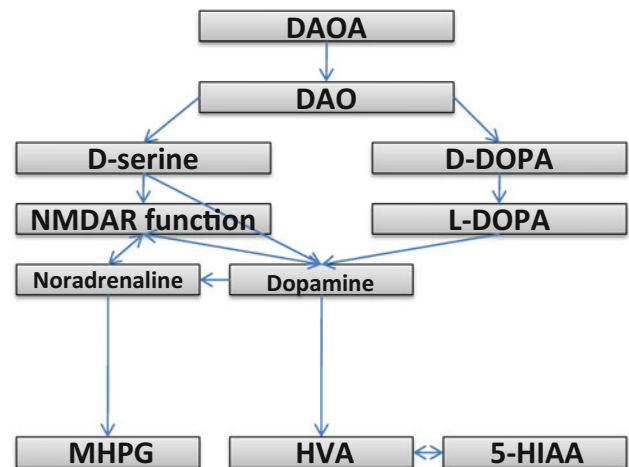 DAOA
DAO
D-serine
D-DOPA
NMDAR function
L-DOPA
Noradrenaline
Dopamine
MHPG
HVA
5-HIAA